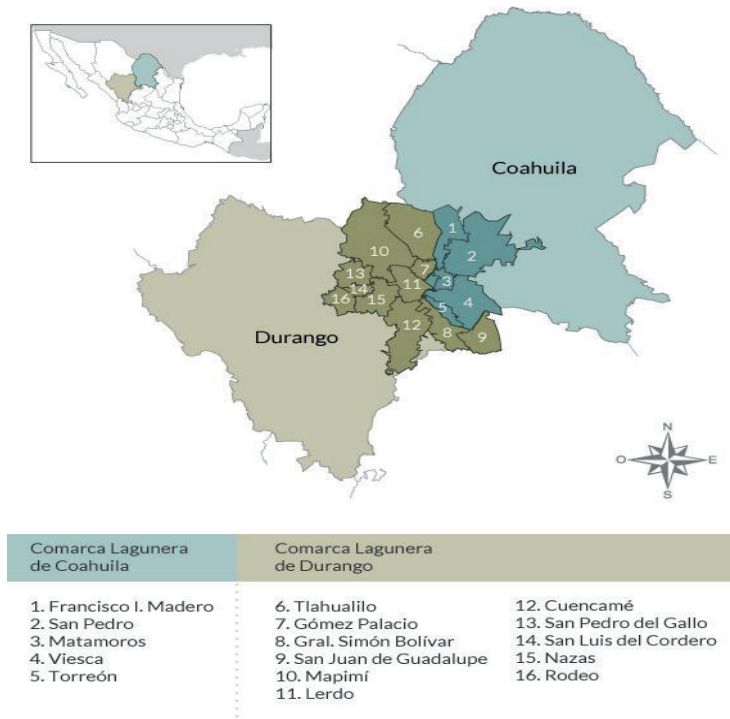 Coahuila
1
6
2
10
7
13
3
11
14
4
16
15
5
12
8
9
Durango
N
O
E
S
Comarca Lagunera
de Coahuila
Comarca Lagunera
de Durango
1. Francisco I. Madero
2. San Pedro
3. Matamoros
4. Viesca
5. Torreón
6. Tlahualilo
7. Gómez Palacio
8. Gral. Simón Bolívar
9. San Juan de Guadalupe
10. Mapimí
11. Lerdo
12. Cuencamé
13. San Pedro del Gallo
14. San Luis del Cordero
15. Nazas
16. Rodeo